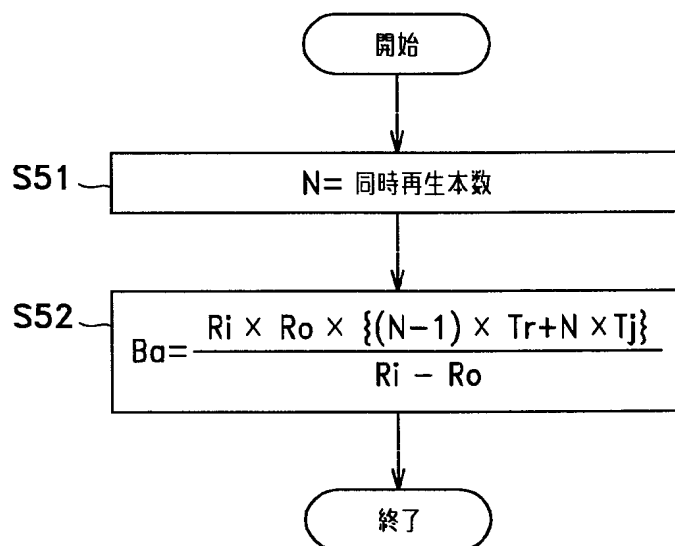 開始
S51 N= 同時再生本数
S52 Ba= Ri × Ro × {(N-1) × Tr+N ×Tj}
Ri - Ro
終了